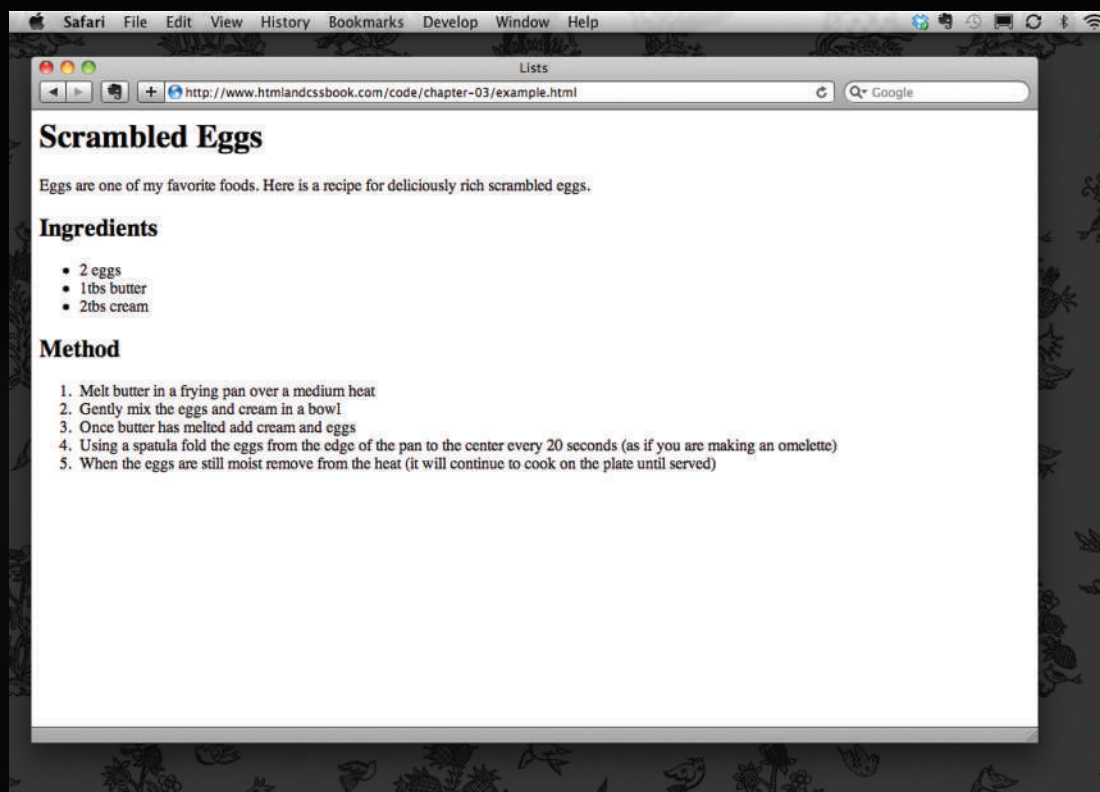 Safari File Edit View History Bookmarks Develop Window Help
Lists
http://www.htmlandcssbook.com/code/chapter-03/example.html
Google
Scrambled Eggs
Eggs are one of my favorite foods. Here is a recipe for deliciously rich scrambled eggs.
Ingredients
• 2 eggs
• 1tbs butter
• 2tbs cream
Method
1. Melt butter in a frying pan over a medium heat
2. Gently mix the eggs and cream in a bowl
3. Once butter has melted add cream and eggs
4. Using a spatula fold the eggs from the edge of the pan to the center every 20 seconds (as if you are making an omelette)
5. When the eggs are still moist remove from the heat (it will continue to cook on the plate until served)